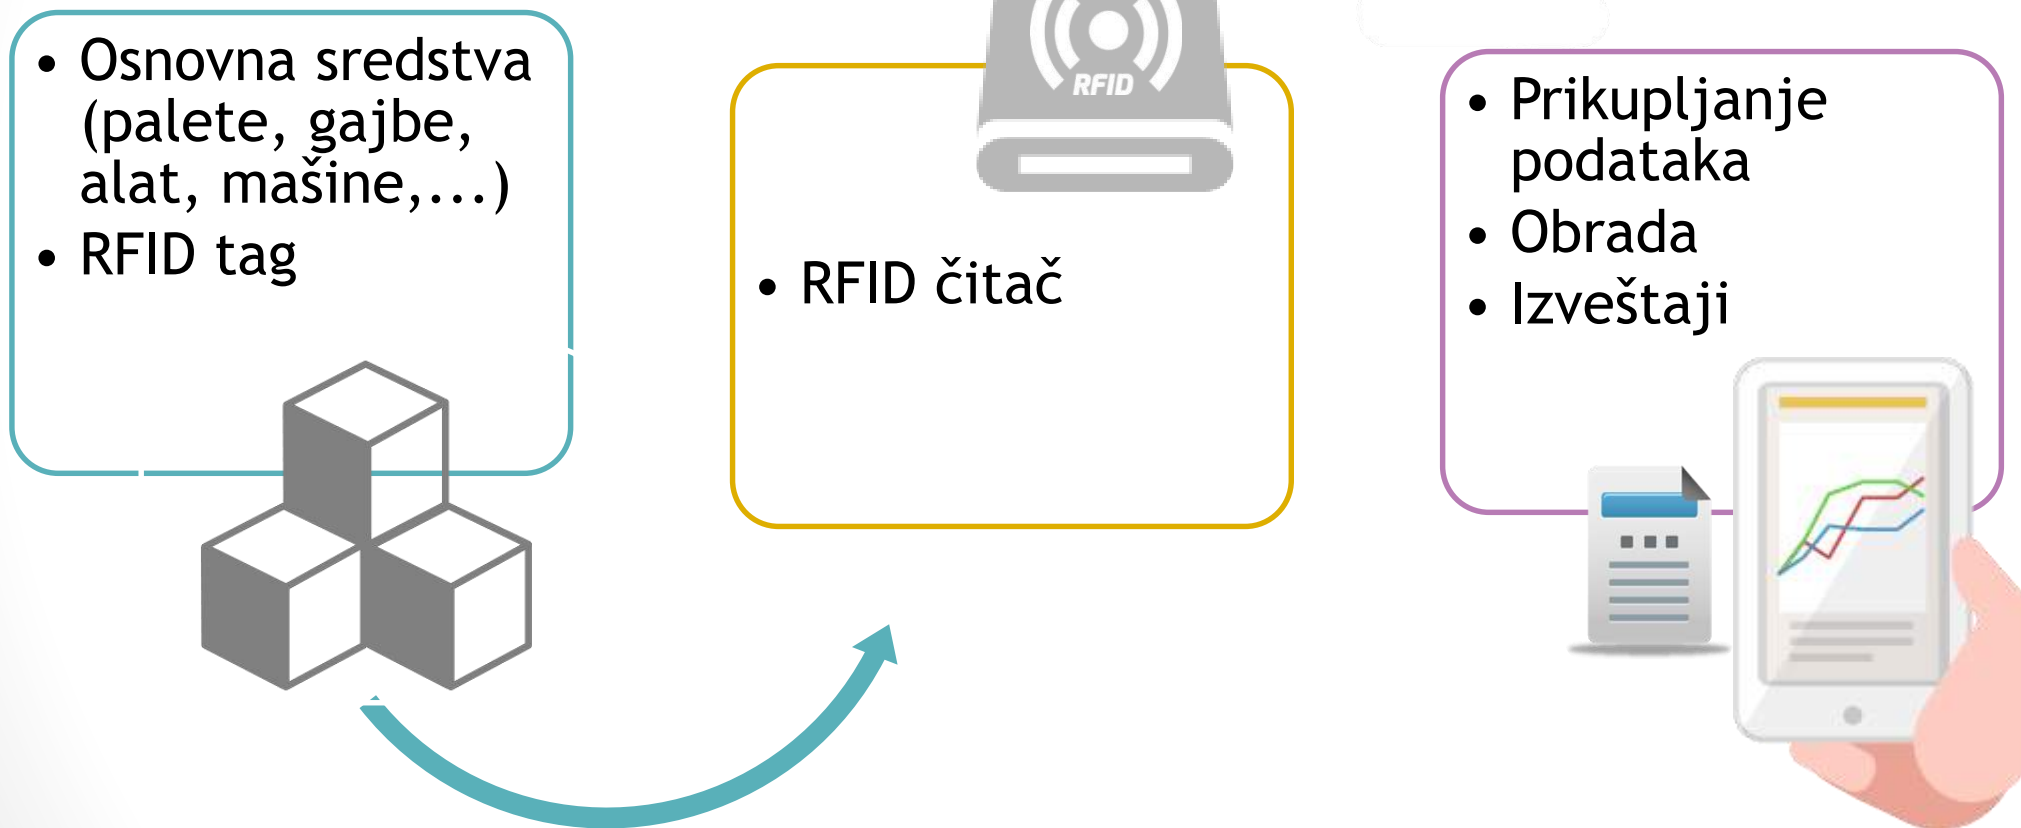 • Osnovna sredstva
(palete, gajbe,
alat, mašine,...)
• RFID tag
RFID
• RFID čitač
• Prikupljanje
podataka
• Obrada
• Izveštaji